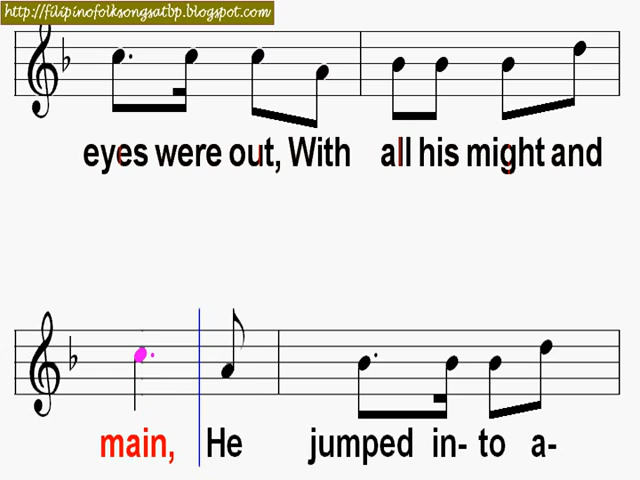 http://filipinofolksongsatbp.blogspot.com
eyes were out, With all his might and
main, He jumped in- to a-